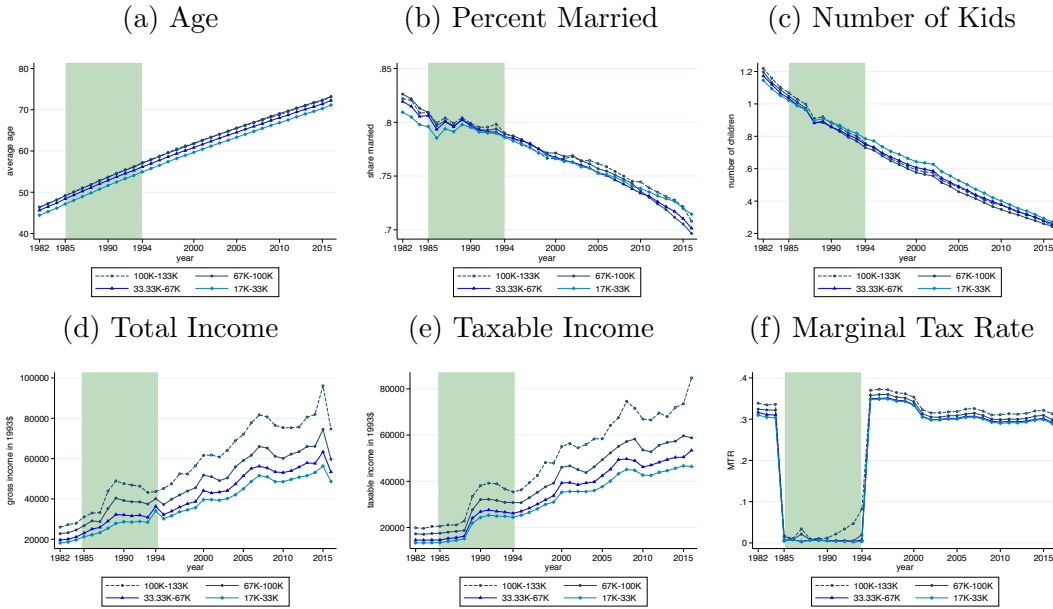 (a) Age
(b) Percent Married
(c) Number of Kids
average age
80
70
60
50
40
1982 1985 1990 1994 2000 2005 2010 2015
year
100K-133K 67K-100K
33.33K-67K 17K-33K
share married
.85
.8
.75
.7
1982 1985 1990 1994 2000 2005 2010 2015
year
100K-133K 67K-100K
33.33K-67K 17K-33K
number of children
1.2
1
.8
.6
.4
.2
1982 1985 1990 1994 2000 2005 2010 2015
year
100K-133K 67K-100K
33.33K-67K 17K-33K
(d) Total Income
(e) Taxable Income
(f) Marginal Tax Rate
gross income in 1993$
100000
80000
60000
40000
20000
1982 1985 1990 1994 2000 2005 2010 2015
year
100K-133K 67K-100K
33.33K-67K 17K-33K
taxable income in 1993$
100000
80000
60000
40000
20000
1982 1985 1990 1994 2000 2005 2010 2015
year
100K-133K 67K-100K
33.33K-67K 17K-33K
MTR
.4
.3
.2
.1
0
1982 1985 1990 1994 2000 2005 2010 2015
year
100K-133K 67K-100K
33.33K-67K 17K-33K